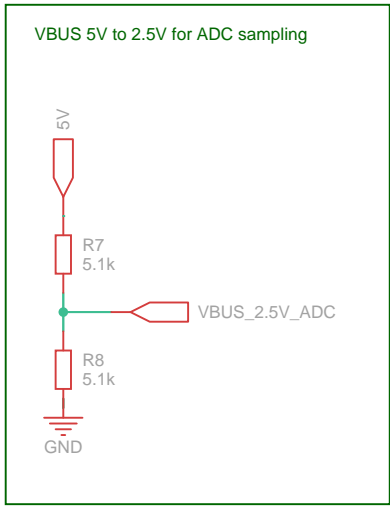 VBUS 5V to 2.5V for ADC sampling
5V
R7
5.1k
VBUS_2.5V_ADC
R8
5.1k
GND